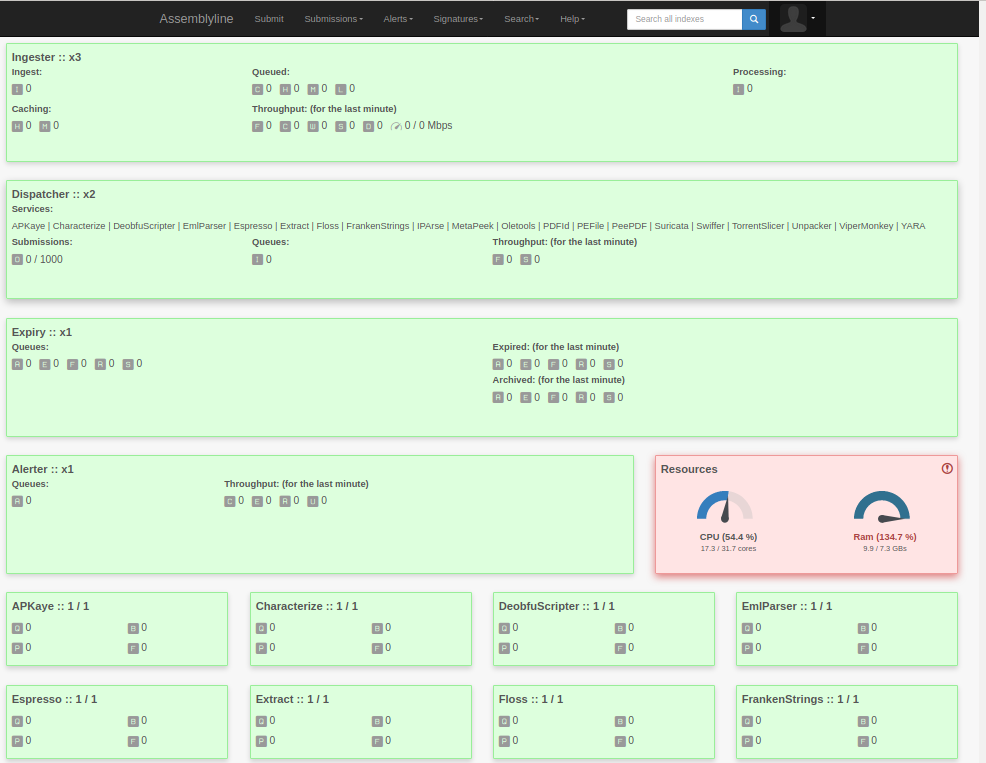 Assemblyline Submit Submissions Alerts Signatures Search Help Search all indexes
Ingester :: x3
Ingest: Queued: Processing:
I 0 C 0 H 0 M 0 L 0 I 0
Caching: Throughput: (for the last minute)
H 0 M 0 F 0 C 0 W 0 S 0 D 0 0 / 0 Mbps
Dispatcher :: x2
Services:
APKaye | Characterize | DeobfuScripter | EmlParser | Espresso | Extract | Floss | FrankenStrings | IPArse | MetaPeek | Oletools | PDFId | PEFile | PeePDF | Suricata | Swiffer | TorrentSlicer | Unpacker | ViperMonkey | YARA
Submissions: Queues: Throughput: (for the last minute)
O 0 / 1000 I 0 F 0 S 0
Expiry :: x1
Queues: Expired: (for the last minute)
A 0 E 0 F 0 R 0 S 0 A 0 E 0 F 0 R 0 S 0
Archived: (for the last minute)
A 0 E 0 F 0 R 0 S 0
Alerter :: x1
Queues: Throughput: (for the last minute)
A 0 C 0 E 0 R 0 U 0
Resources
CPU (54.4 %) Ram (134.7 %)
17.3 / 31.7 cores 9.9 / 7.3 GBs
APKaye :: 1 / 1 Characterize :: 1 / 1 DeobfuScripter :: 1 / 1 EmlParser :: 1 / 1
Q 0 B 0 Q 0 B 0 Q 0 B 0 Q 0 B 0
P 0 F 0 P 0 F 0 P 0 F 0 P 0 F 0
Espresso :: 1 / 1 Extract :: 1 / 1 Floss :: 1 / 1 FrankenStrings :: 1 / 1
Q 0 B 0 Q 0 B 0 Q 0 B 0 Q 0 B 0
P 0 F 0 P 0 F 0 P 0 F 0 P 0 F 0